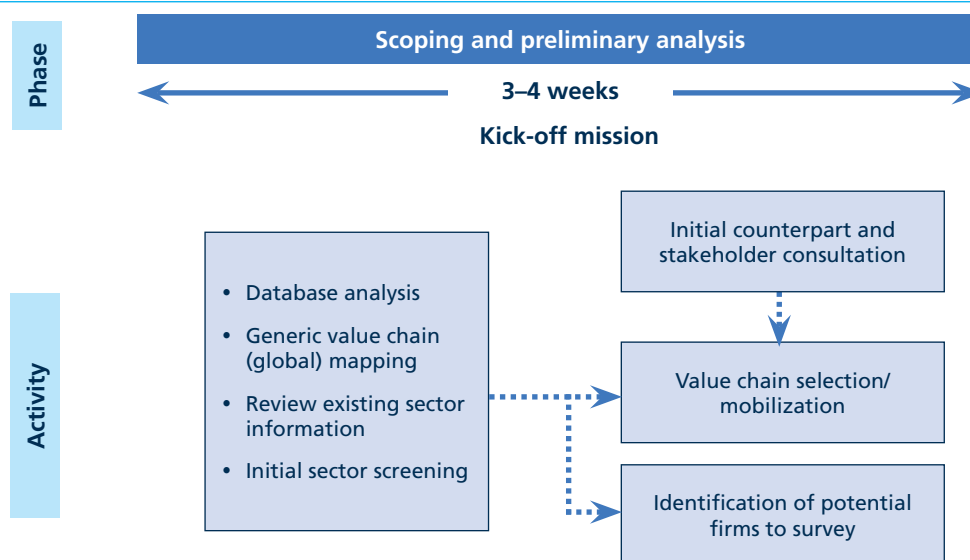 Phase
Scoping and preliminary analysis
3–4 weeks
Kick-off mission
Activity
• Database analysis
• Generic value chain
(global) mapping
• Review existing sector
information
• Initial sector screening
Initial counterpart and
stakeholder consultation
Value chain selection/
mobilization
Identification of potential
firms to survey